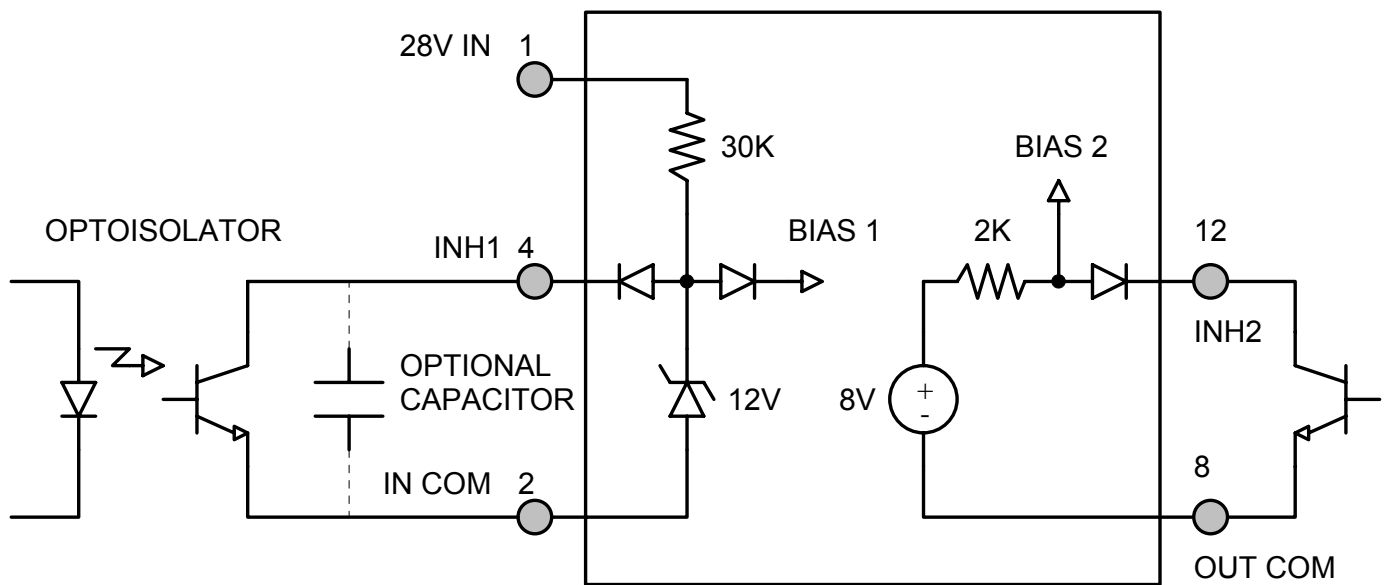 28V IN 1
30K
BIAS 2
OPTOISOLATOR
INH1 4
BIAS 1
2K
12
INH2
OPTIONAL
CAPACITOR
12V
8V
+
-
IN COM 2
8
OUT COM